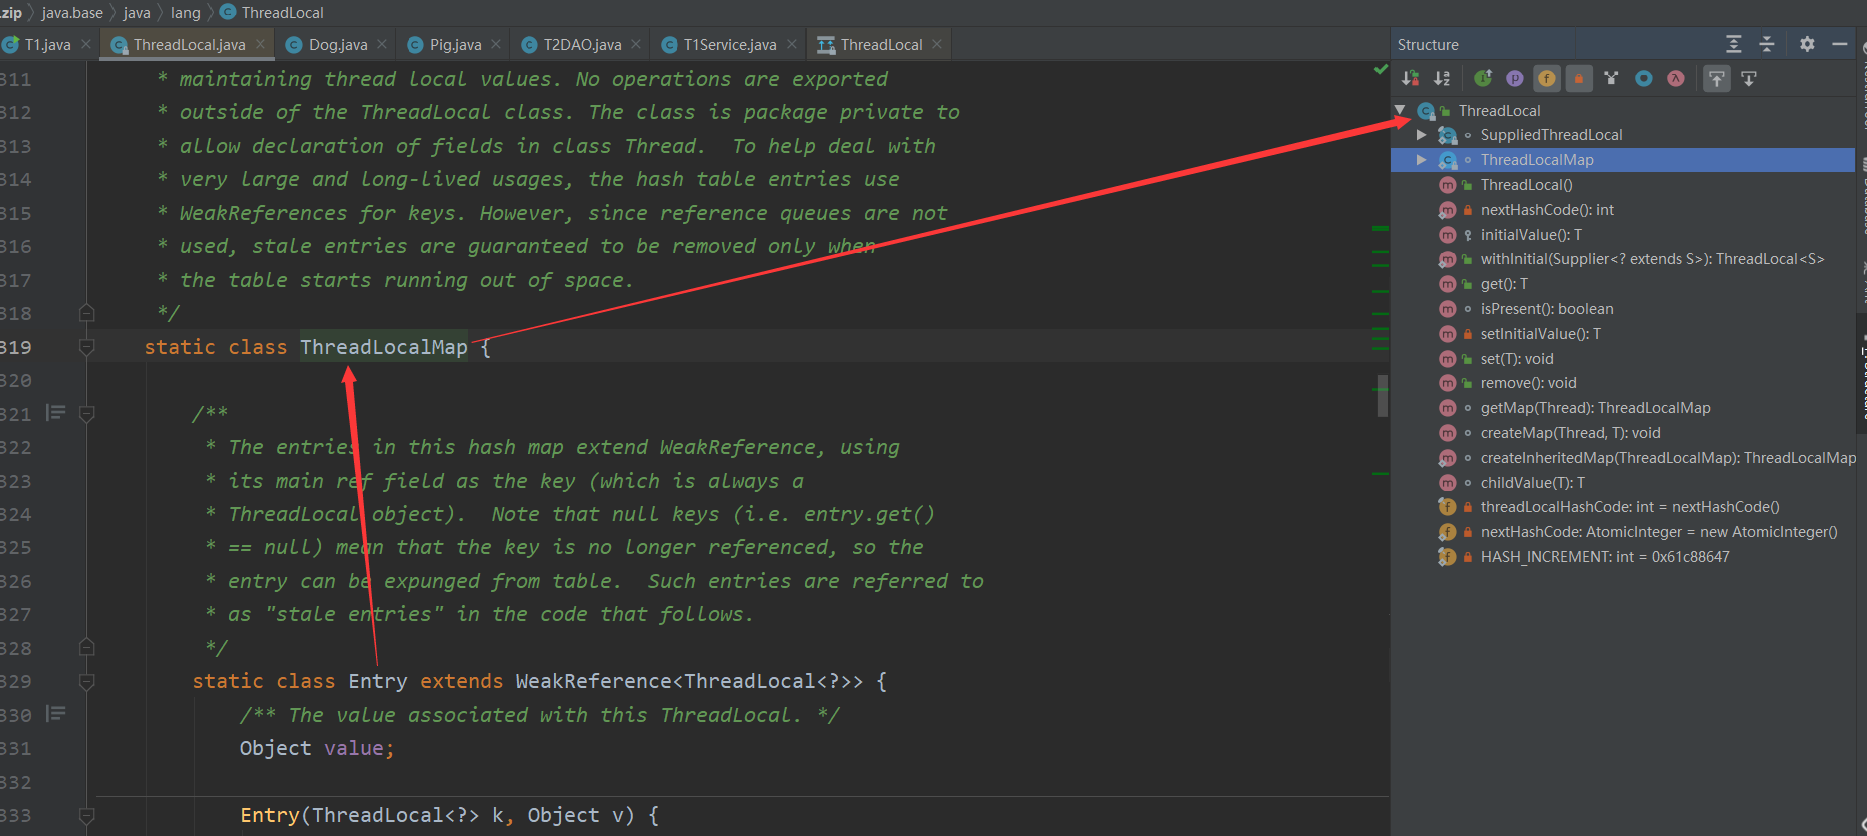 .zip java.base java lang ThreadLocal
T1.java ThreadLocal.java Dog.java Pig.java T2DAO.java T1Service.java ThreadLocal
Structure
311 * maintaining thread local values. No operations are exported
312 * outside of the ThreadLocal class. The class is package private to
313 * allow declaration of fields in class Thread.  To help deal with
314 * very large and long-lived usages, the hash table entries use
315 * WeakReferences for keys. However, since reference queues are not
316 * used, stale entries are guaranteed to be removed only when
317 * the table starts running out of space.
318 */
319 static class ThreadLocalMap {
320
321 /**
322 * The entries in this hash map extend WeakReference, using
323 * its main ref field as the key (which is always a
324 * ThreadLocal object).  Note that null keys (i.e. entry.get()
325 * == null) mean that the key is no longer referenced, so the
326 * entry can be expunged from table.  Such entries are referred to
327 * as "stale entries" in the code that follows.
328 */
329 static class Entry extends WeakReference<ThreadLocal<?>> {
330 /** The value associated with this ThreadLocal. */
331 Object value;
332
333 Entry(ThreadLocal<?> k, Object v) {
ThreadLocal
SuppliedThreadLocal
ThreadLocalMap
ThreadLocal()
nextHashCode(): int
initialValue(): T
withInitial(Supplier<? extends S>): ThreadLocal<S>
get(): T
isPresent(): boolean
setInitialValue(): T
set(T): void
remove(): void
getMap(Thread): ThreadLocalMap
createMap(Thread, T): void
createInheritedMap(ThreadLocalMap): ThreadLocalMap
childValue(T): T
threadLocalHashCode: int = nextHashCode()
nextHashCode: AtomicInteger = new AtomicInteger()
HASH_INCREMENT: int = 0x61c88647